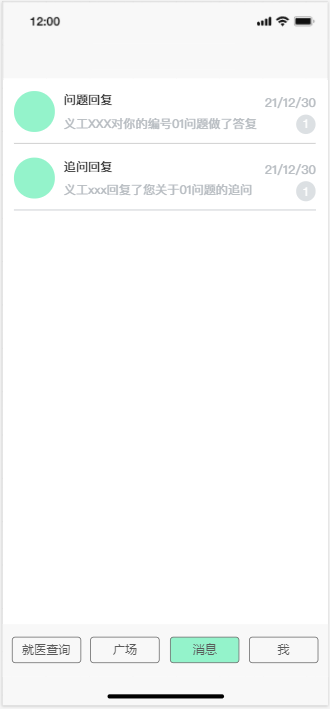 12:00
问题回复
21/12/30
义工XXX对你的编号01问题做了答复
1
追问回复
21/12/30
义工xxx回复了您关于01问题的追问
1
就医查询
广场
消息
我